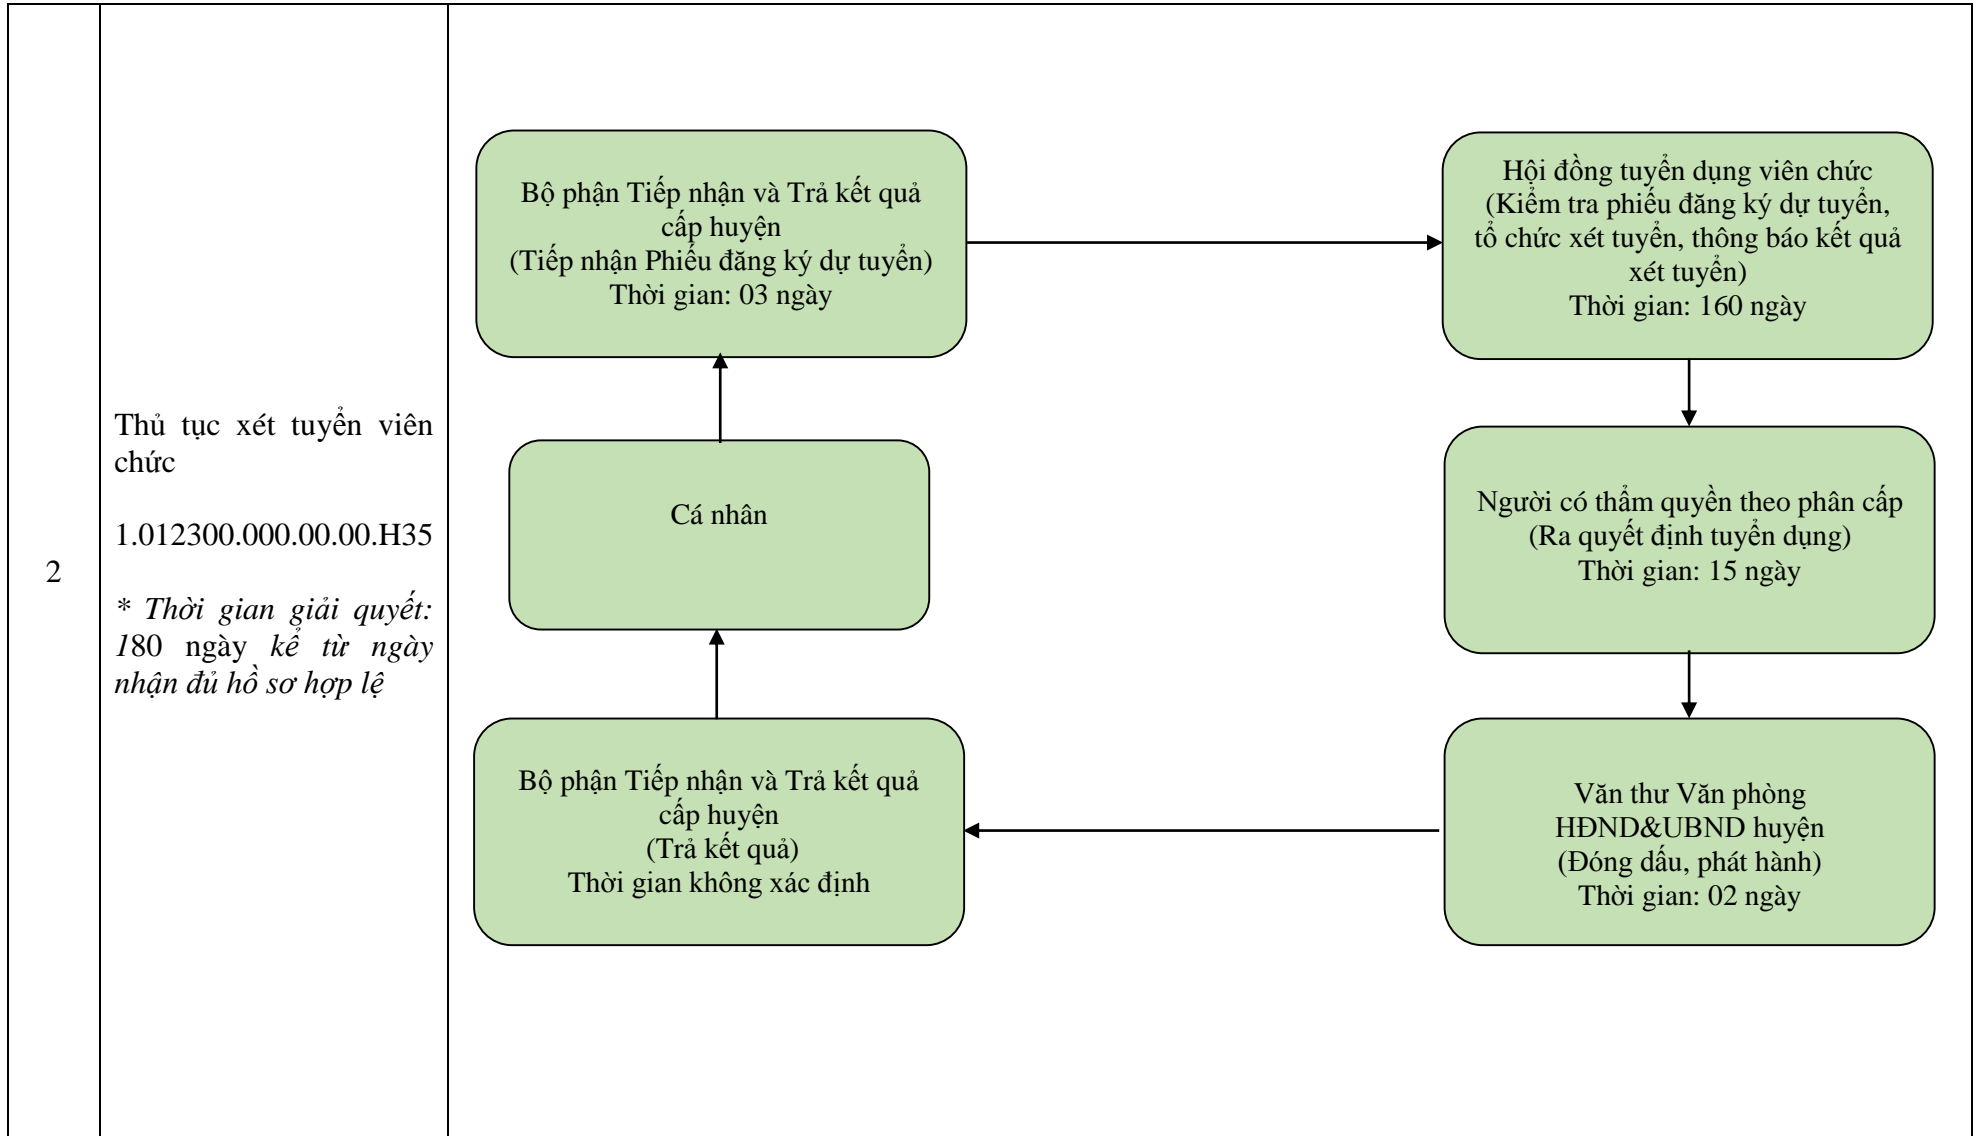 2
Thủ tục xét tuyển viên
chức
1.012300.000.00.00.H35
* Thời gian giải quyết:
180 ngày kể từ ngày
nhận đủ hồ sơ hợp lệ
Bộ phận Tiếp nhận và Trả kết quả
cấp huyện
(Tiếp nhận Phiếu đăng ký dự tuyển)
Thời gian: 03 ngày
Hội đồng tuyển dụng viên chức
(Kiểm tra phiếu đăng ký dự tuyển,
tổ chức xét tuyển, thông báo kết quả
xét tuyển)
Thời gian: 160 ngày
Cá nhân
Người có thẩm quyền theo phân cấp
(Ra quyết định tuyển dụng)
Thời gian: 15 ngày
Bộ phận Tiếp nhận và Trả kết quả
cấp huyện
(Trả kết quả)
Thời gian không xác định
Văn thư Văn phòng
HĐND&UBND huyện
(Đóng dấu, phát hành)
Thời gian: 02 ngày